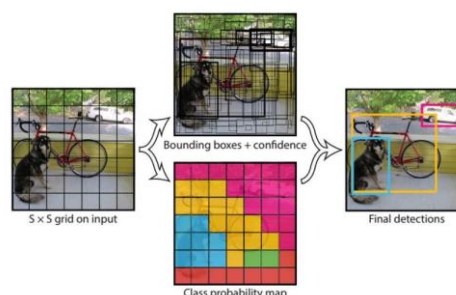 Bounding boxes + confidence
S × S grid on input
Final detections
Class probability map